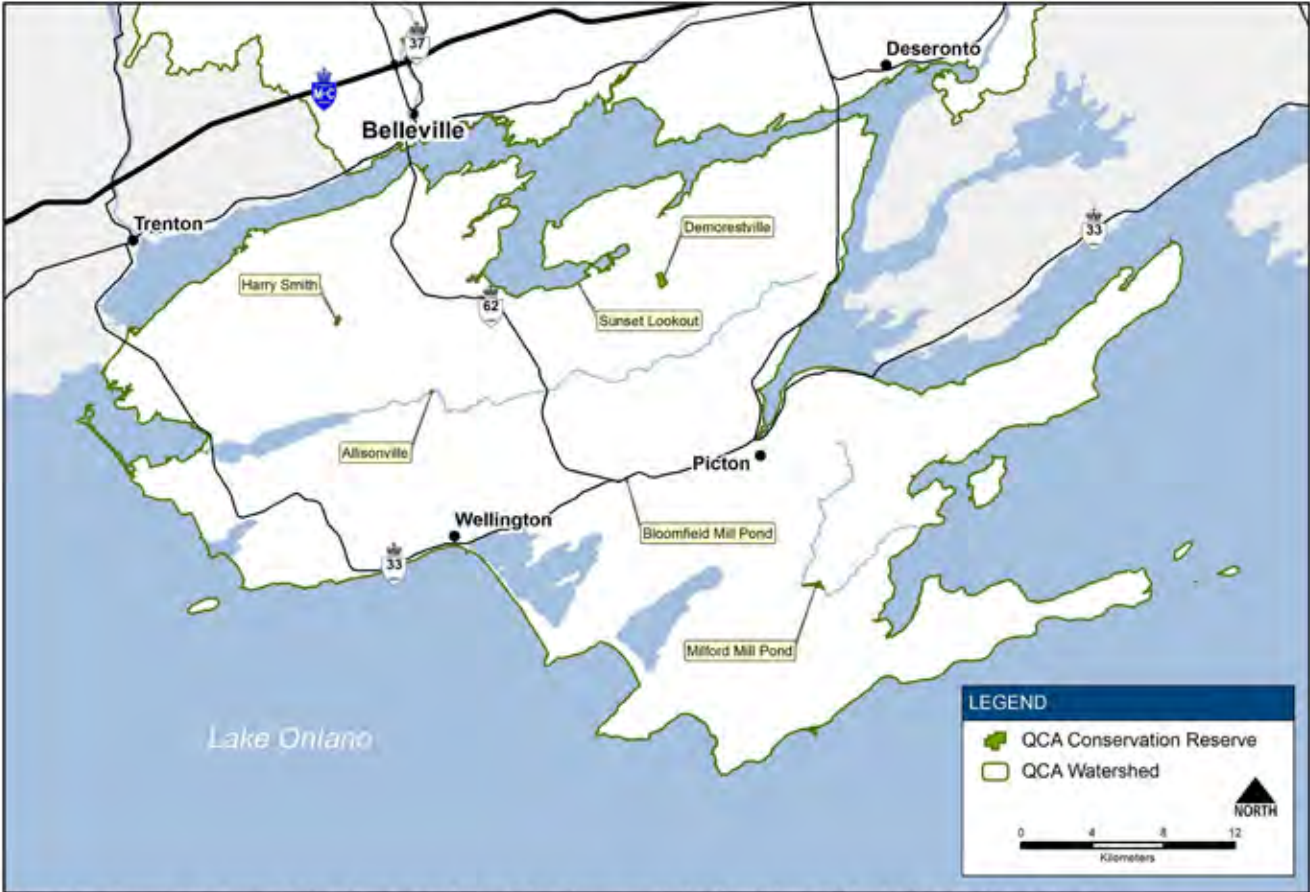 37
Deseronto
M-C
Belleville
Trenton
33
Demorestville
Harry Smith
62
Sunset Lookout
Allisonville
Picton
Wellington
Bloomfield Mill Pond
33
Milford Mill Pond
Lake Ontario
LEGEND
QCA Conservation Reserve
QCA Watershed
NORTH
0 4 8 12
Kilometers